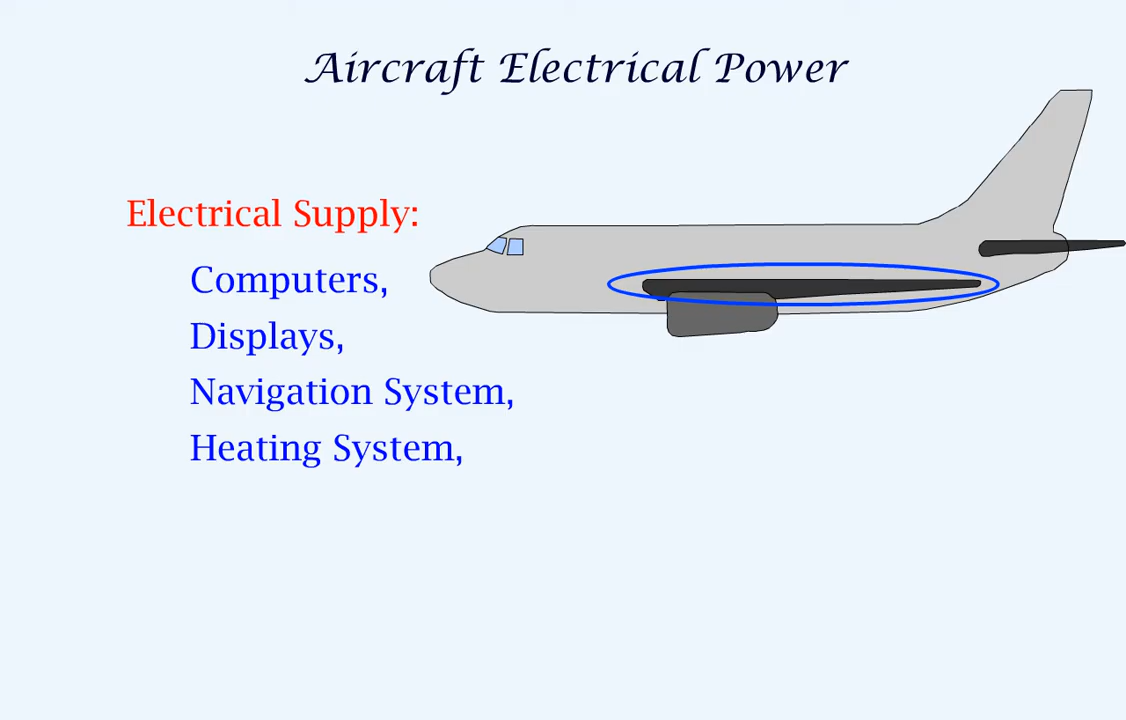 Aircraft Electrical Power
Electrical Supply:
Computers,
Displays,
Navigation System,
Heating System,